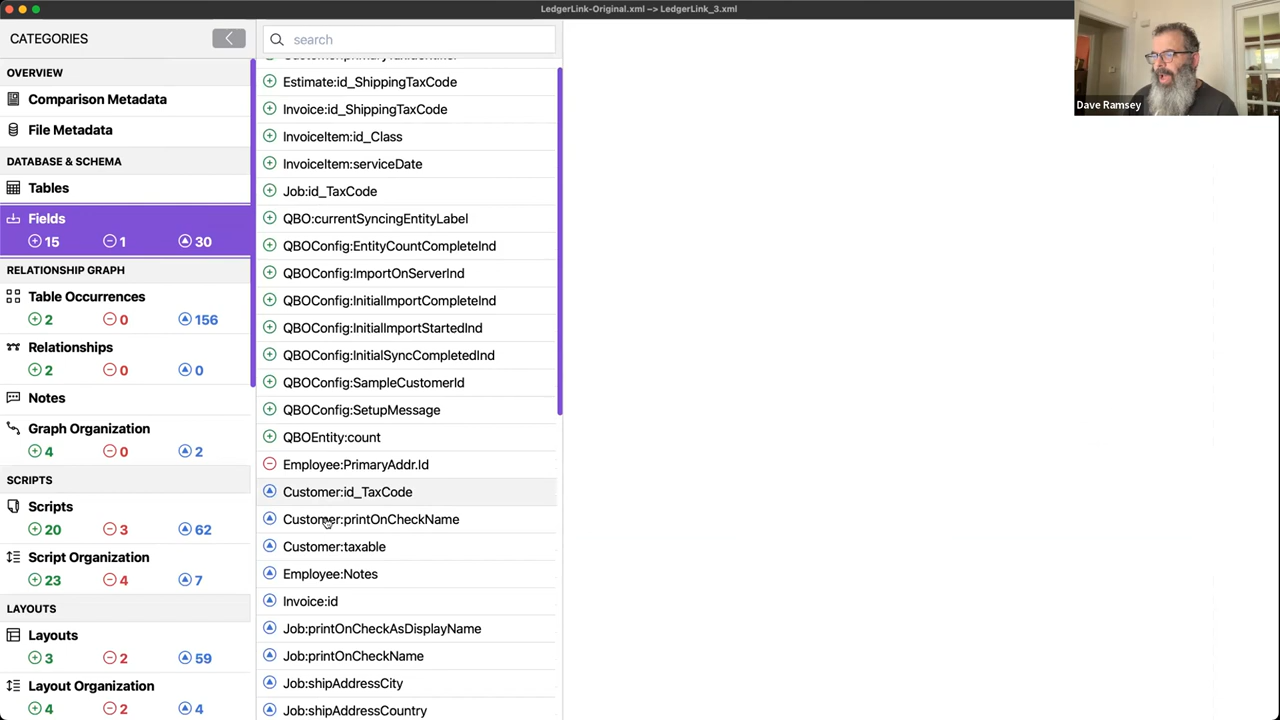 LedgerLink-Original.xml –> LedgerLink_3.xml
CATEGORIES
OVERVIEW
Comparison Metadata
File Metadata
DATABASE & SCHEMA
Tables
Fields
15 1 30
RELATIONSHIP GRAPH
Table Occurrences
2 0 156
Relationships
2 0 0
Notes
Graph Organization
4 0 2
SCRIPTS
Scripts
20 3 62
Script Organization
23 4 7
LAYOUTS
Layouts
3 2 59
Layout Organization
4 2 4
search
Estimate:id_ShippingTaxCode
Invoice:id_ShippingTaxCode
InvoiceItem:id_Class
InvoiceItem:serviceDate
Job:id_TaxCode
QBO:currentSyncingEntityLabel
QBOConfig:EntityCountCompleteInd
QBOConfig:ImportOnServerInd
QBOConfig:InitialImportCompleteInd
QBOConfig:InitialImportStartedInd
QBOConfig:InitialSyncCompletedInd
QBOConfig:SampleCustomerId
QBOConfig:SetupMessage
QBOEntity:count
Employee:PrimaryAddr.Id
Customer:id_TaxCode
Customer:printOnCheckName
Customer:taxable
Employee:Notes
Invoice:id
Job:printOnCheckAsDisplayName
Job:printOnCheckName
Job:shipAddressCity
Job:shipAddressCountry
Dave Ramsey